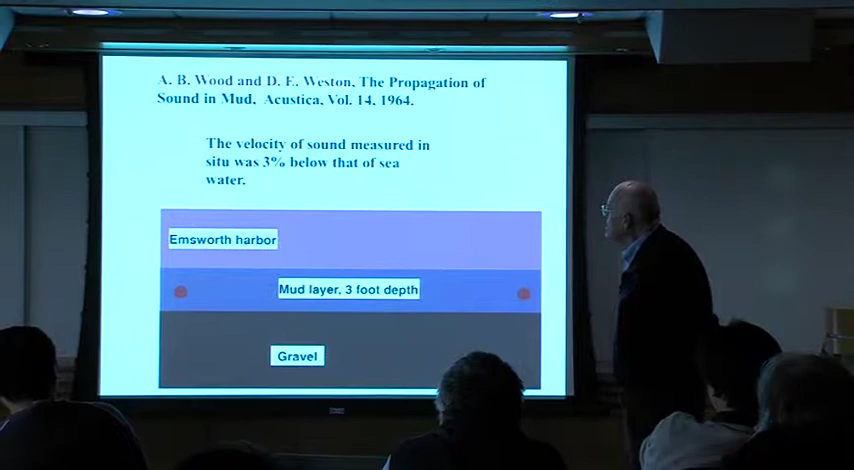 A. B. Wood and D. E. Weston, The Propagation of
Sound in Mud, Acustica, Vol. 14, 1964.
The velocity of sound measured in
situ was 3% below that of sea
water.
Emsworth harbor
Mud layer, 3 foot depth
Gravel